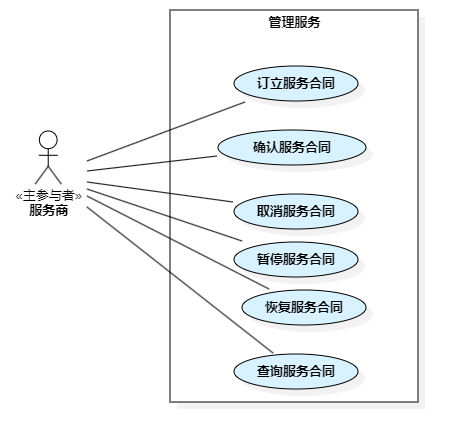 管理服务
订立服务合同
确认服务合同
取消服务合同
暂停服务合同
恢复服务合同
查询服务合同
«主参与者»
服务商